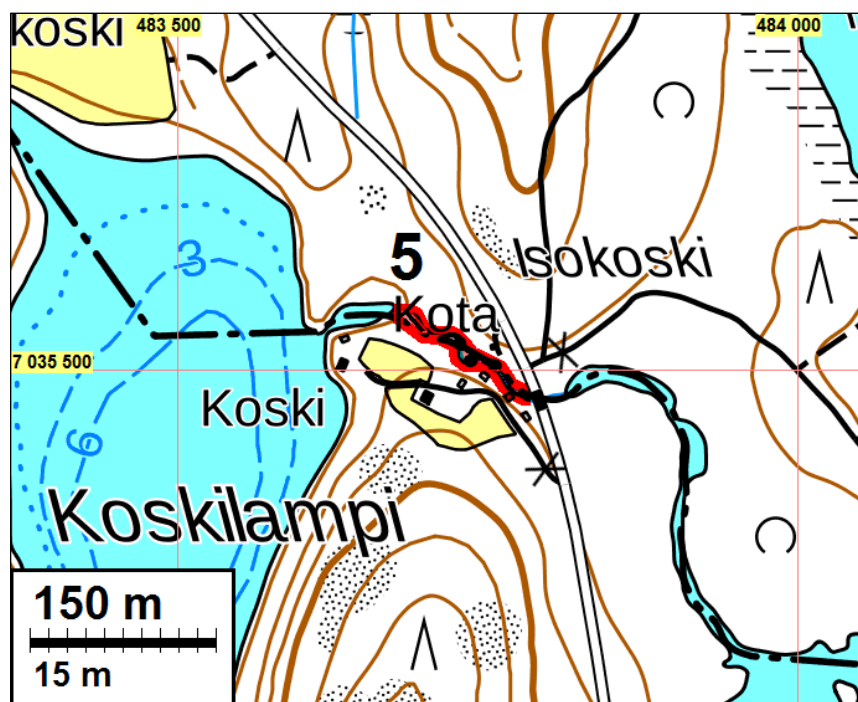 koski
483 500
484 000
3
5
Isokoski
Kota
7 035 500
Koski
6
Koskilampi
150 m
15 m